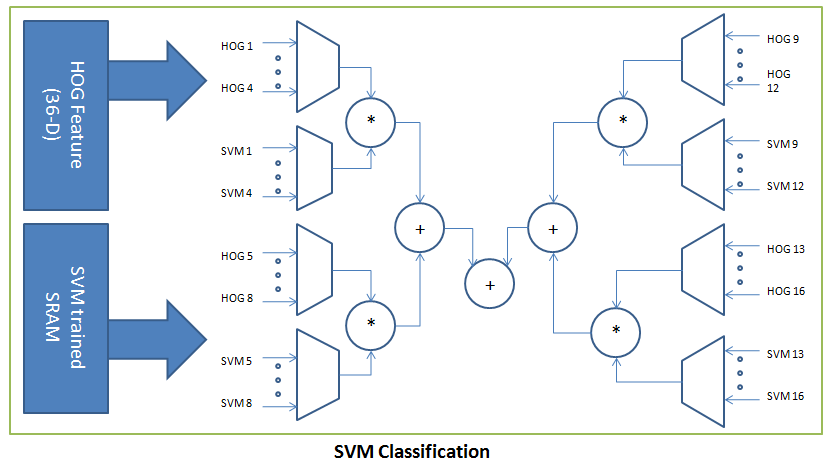 HOG Feature
(36-D)
SVM trained
SRAM
HOG 1
HOG 4
SVM 1
SVM 4
*
HOG 5
HOG 8
SVM 5
SVM 8
*
+
+
+
HOG 9
HOG
12
SVM 9
SVM 12
*
HOG 13
HOG 16
SVM 13
SVM 16
*
SVM Classification